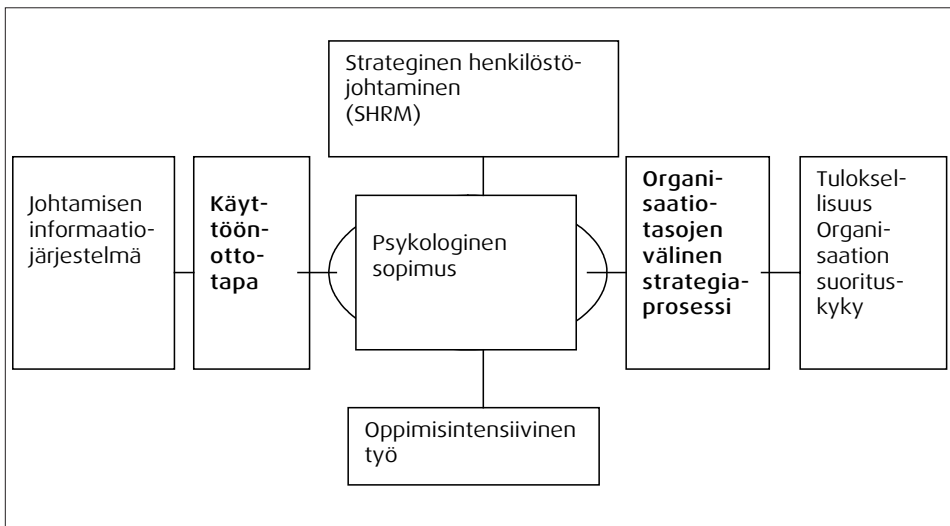 Strateginen henkilöstö-
johtaminen
(SHRM)
Johtamisen
informaatio-
järjestelmä
Käyt-
töön-
otto-
tapa
Psykologinen
sopimus
Organi-
saatio-
tasojen
välinen
strategia-
prosessi
Tuloksel-
lisuus
Organi-
saation
suoritus-
kyky
Oppimisintensiivinen
työ